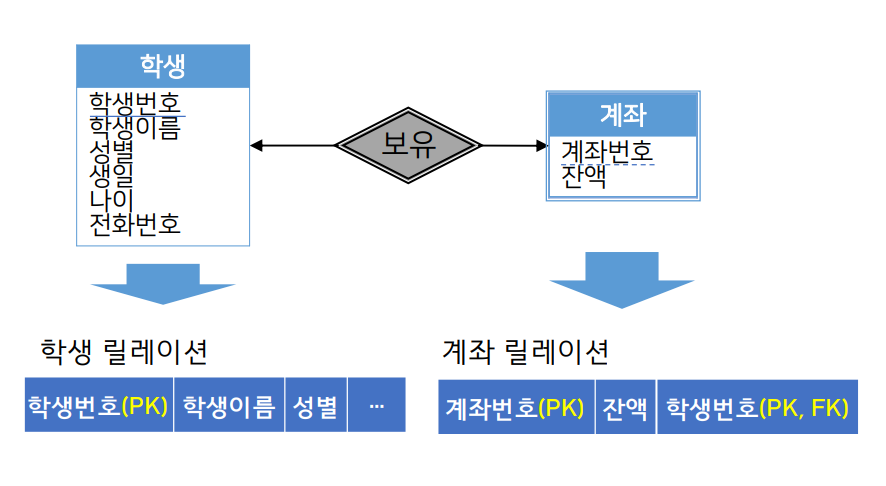 학생
학생번호
학생이름
성별
생일
나이
전화번호
보유
계좌
계좌번호
잔액
학생 릴레이션
학생번호(PK) 학생이름 성별 ...
계좌 릴레이션
계좌번호(PK) 잔액 학생번호(PK, FK)